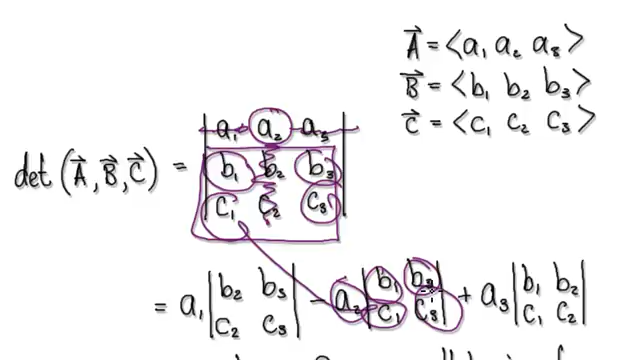 A⃗ = <a₁ a₂ a₃>
B⃗ = <b₁ b₂ b₃>
C⃗ = <c₁ c₂ c₃>
|a₁ a₂ a₃|
det (A⃗, B⃗, C⃗) = |b₁ b₂ b₃|
|c₁ c₂ c₃|
= a₁ |b₂ b₃| − a₂ |b₁ b₃| + a₃ |b₁ b₂|
|c₂ c₃| |c₁ c₃| |c₁ c₂|